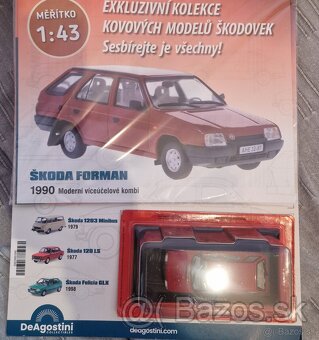 MĚŘÍTKO
1:43
EXKLUZIVNÍ KOLEKCE
KOVOVÝCH MODELŮ ŠKODOVEK
Sesbírejte je všechny!
ŠKODA FORMAN
1990 Moderní víceúčelové kombi
Škoda 1203 Minibus
1979
Škoda 120 LS
1977
Škoda Felicia GLX
1998
DeAgostini
deagostini.com
Bazos.sk